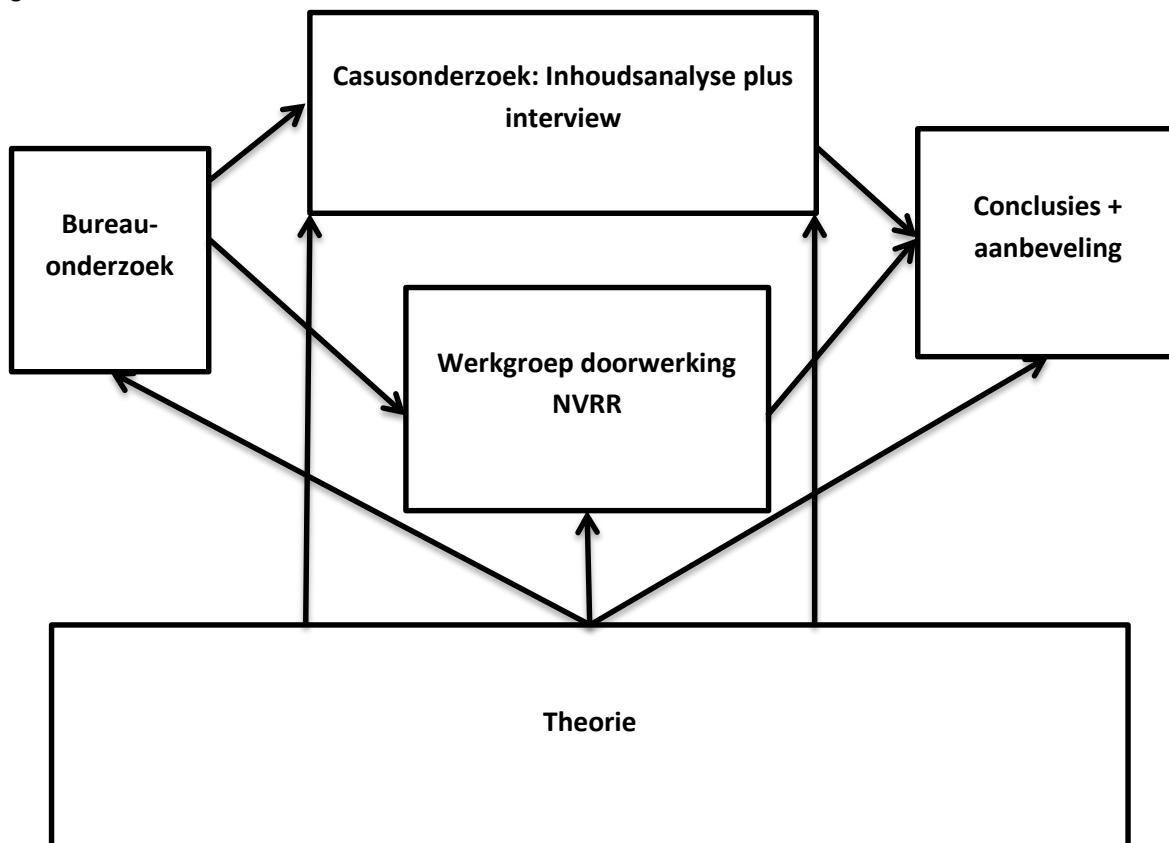 Casusonderzoek: Inhoudsanalyse plus
interview
Bureau-
onderzoek
Conclusies +
aanbeveling
Werkgroep doorwerking
NVRR
Theorie